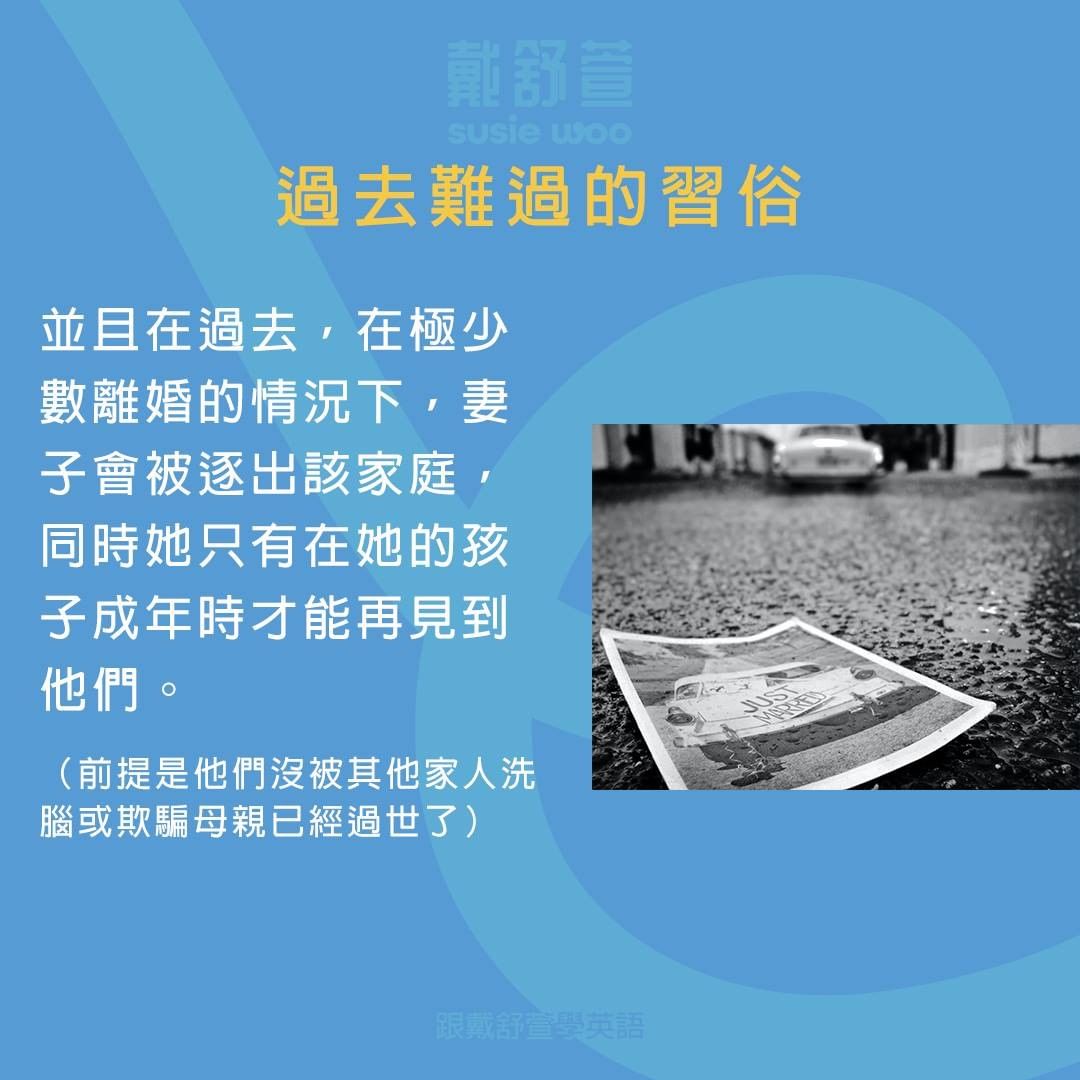 戴舒萱
susie woo
過去難過的習俗
並且在過去，在極少
數離婚的情況下，妻
子會被逐出該家庭，
同時她只有在她的孩
子成年時才能再見到
他們。
（前提是他們沒被其他家人洗
腦或欺騙母親已經過世了）
JUST
MARRIED
跟戴舒萱學英語